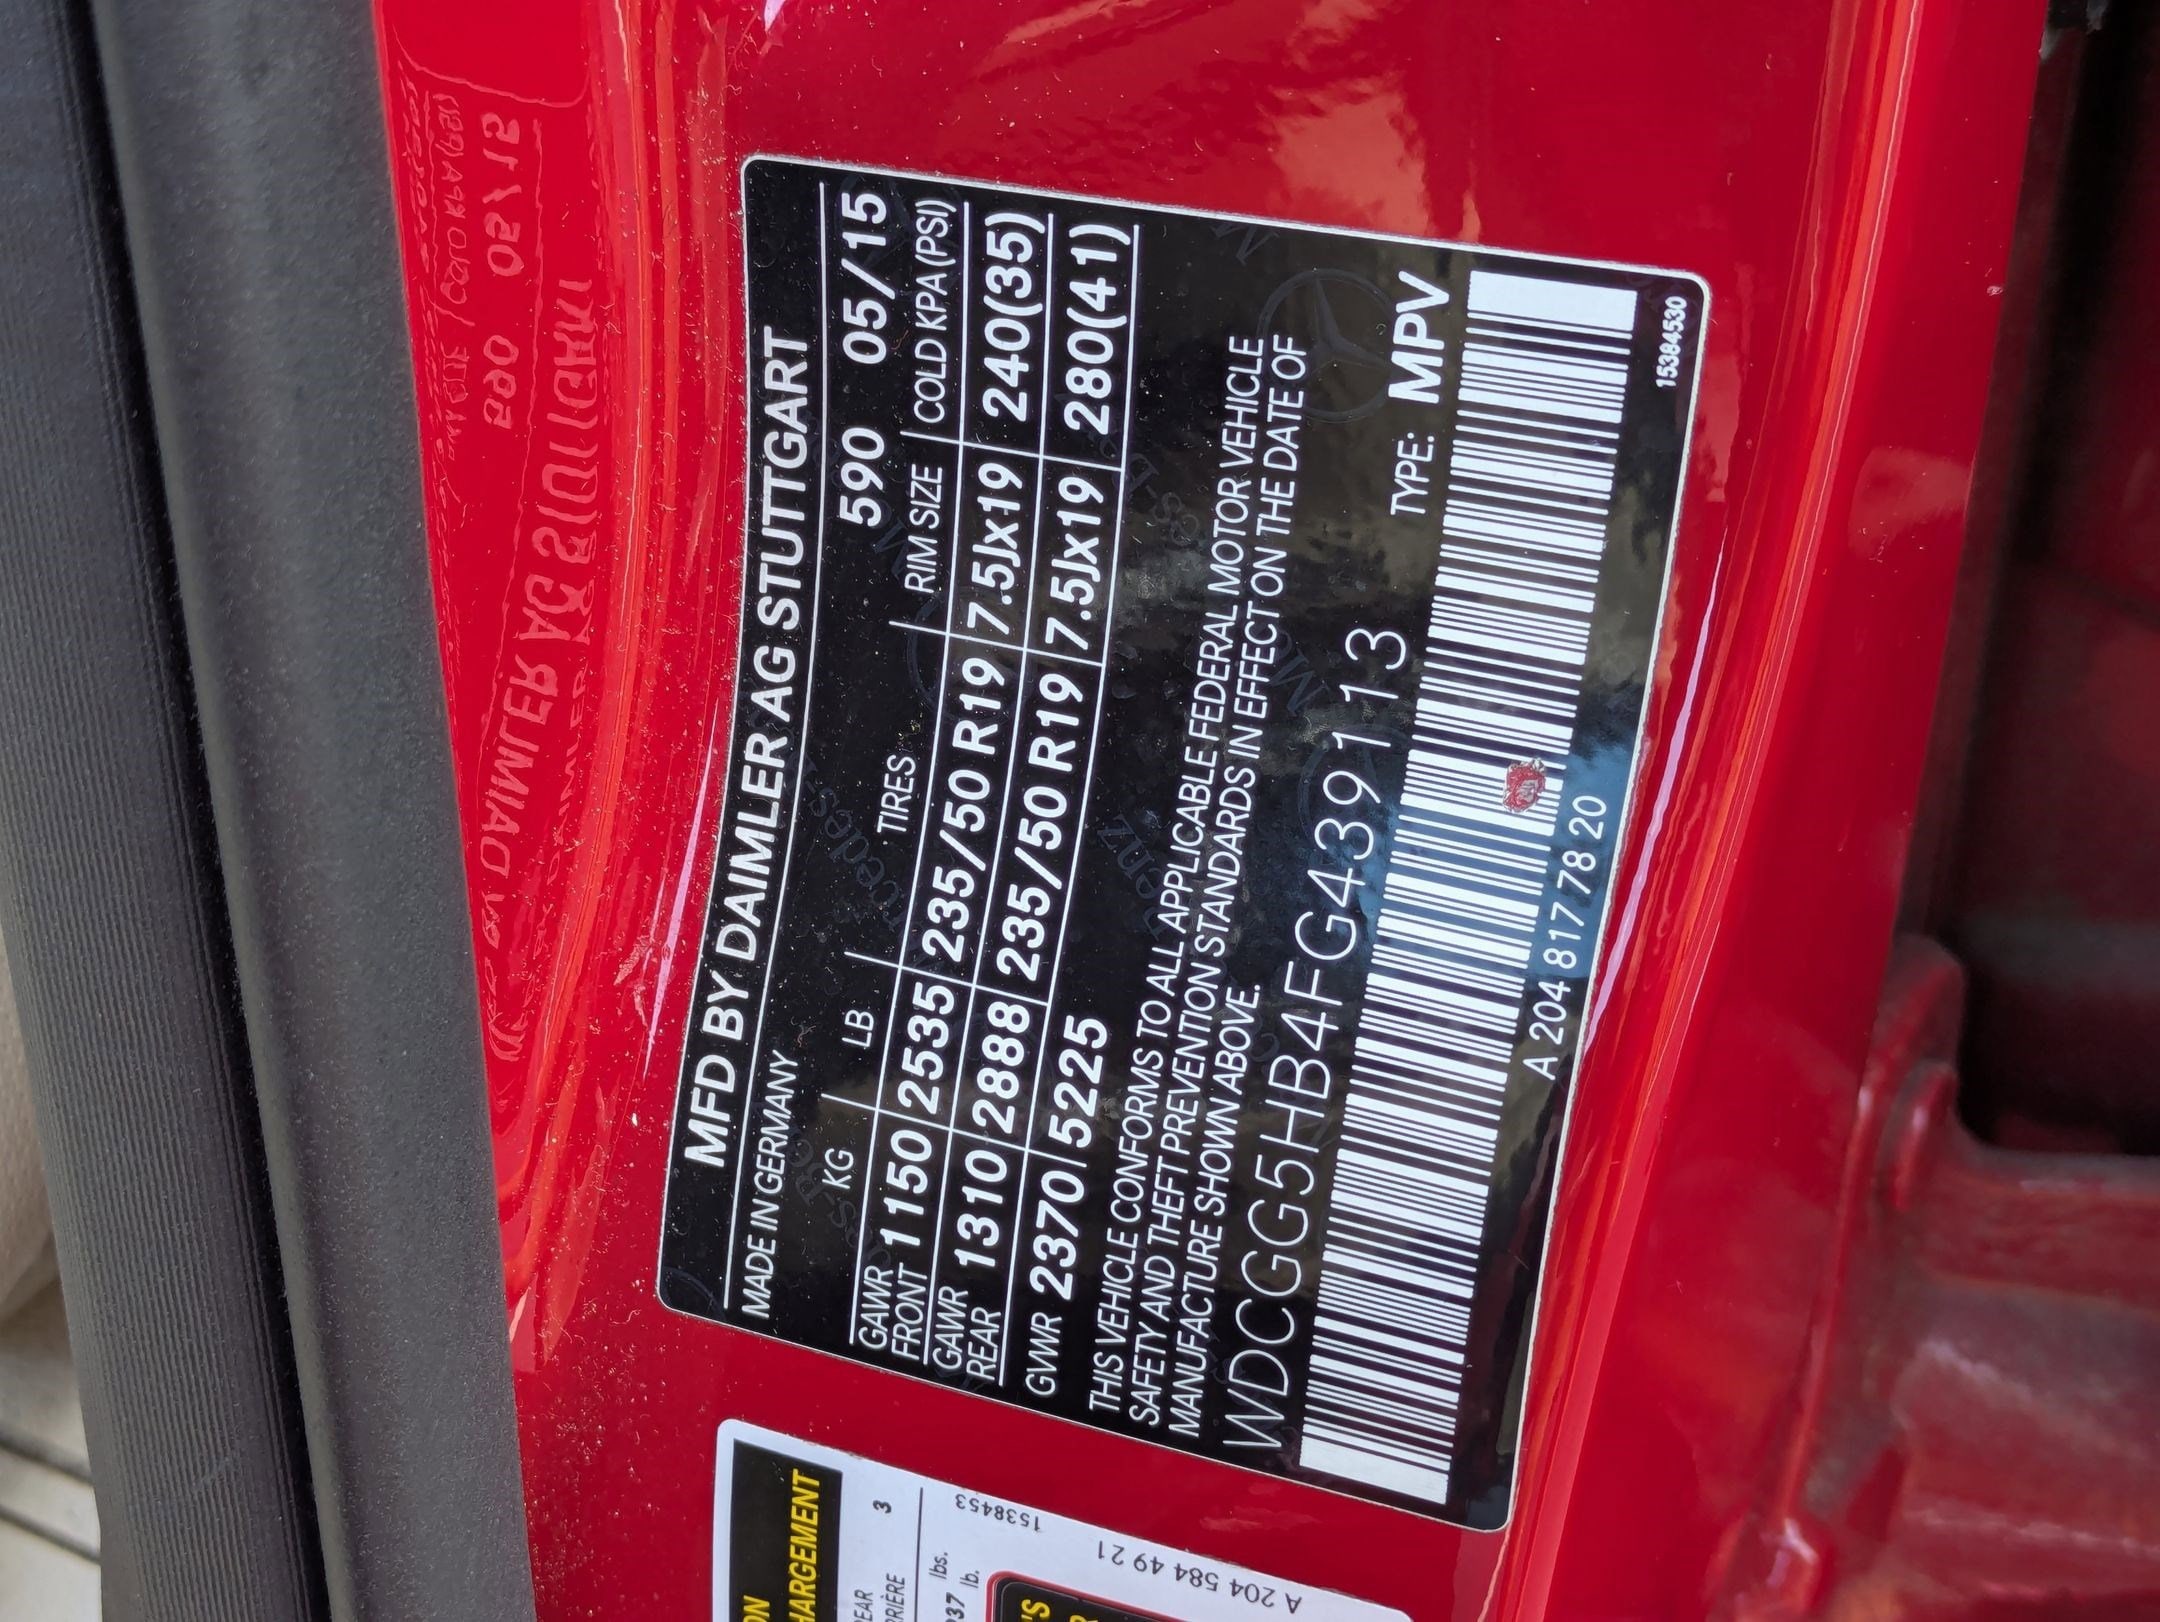 MFD BY DAIMLER AG STUTTGART
MADE IN GERMANY 590 05/15
KG LB TIRES RIM SIZE COLD KPA(PSI)
GAWR FRONT 1150 2535 235/50 R19 7.5Jx19 240(35)
GAWR REAR 1310 2888 235/50 R19 7.5Jx19 280(41)
GVWR 2370 5225
THIS VEHICLE CONFORMS TO ALL APPLICABLE FEDERAL MOTOR VEHICLE
SAFETY AND THEFT PREVENTION STANDARDS IN EFFECT ON THE DATE OF
MANUFACTURE SHOWN ABOVE.
WDCGG5HB4FG439113 TYPE: MPV
A 204 817 78 20 15384530
HARGEMENT
3
lbs.
lb.
1538453
A 204 584 49 21